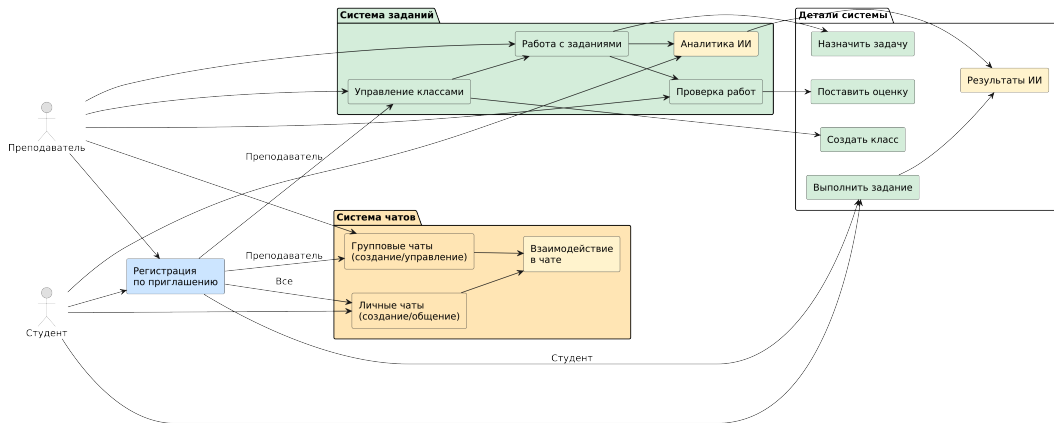 Система заданий
Детали системы
Работа с заданиями
Аналитика ИИ
Назначить задачу
Результаты ИИ
Управление классами
Проверка работ
Поставить оценку
Создать класс
Преподаватель
Преподаватель
Выполнить задание
Система чатов
Групповые чаты
(создание/управление)
Взаимодействие
в чате
Преподаватель
Регистрация
по приглашению
Все
Личные чаты
(создание/общение)
Студент
Студент